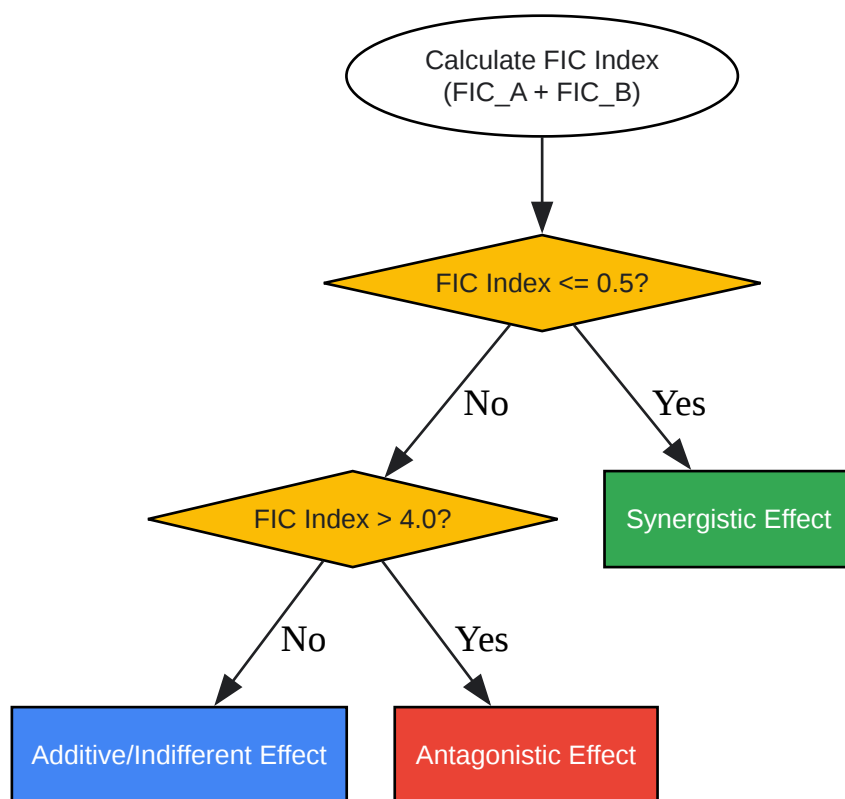 Calculate FIC Index
(FIC_A + FIC_B)
FIC Index <= 0.5?
No
Yes
FIC Index > 4.0?
Synergistic Effect
No
Yes
Additive/Indifferent Effect
Antagonistic Effect